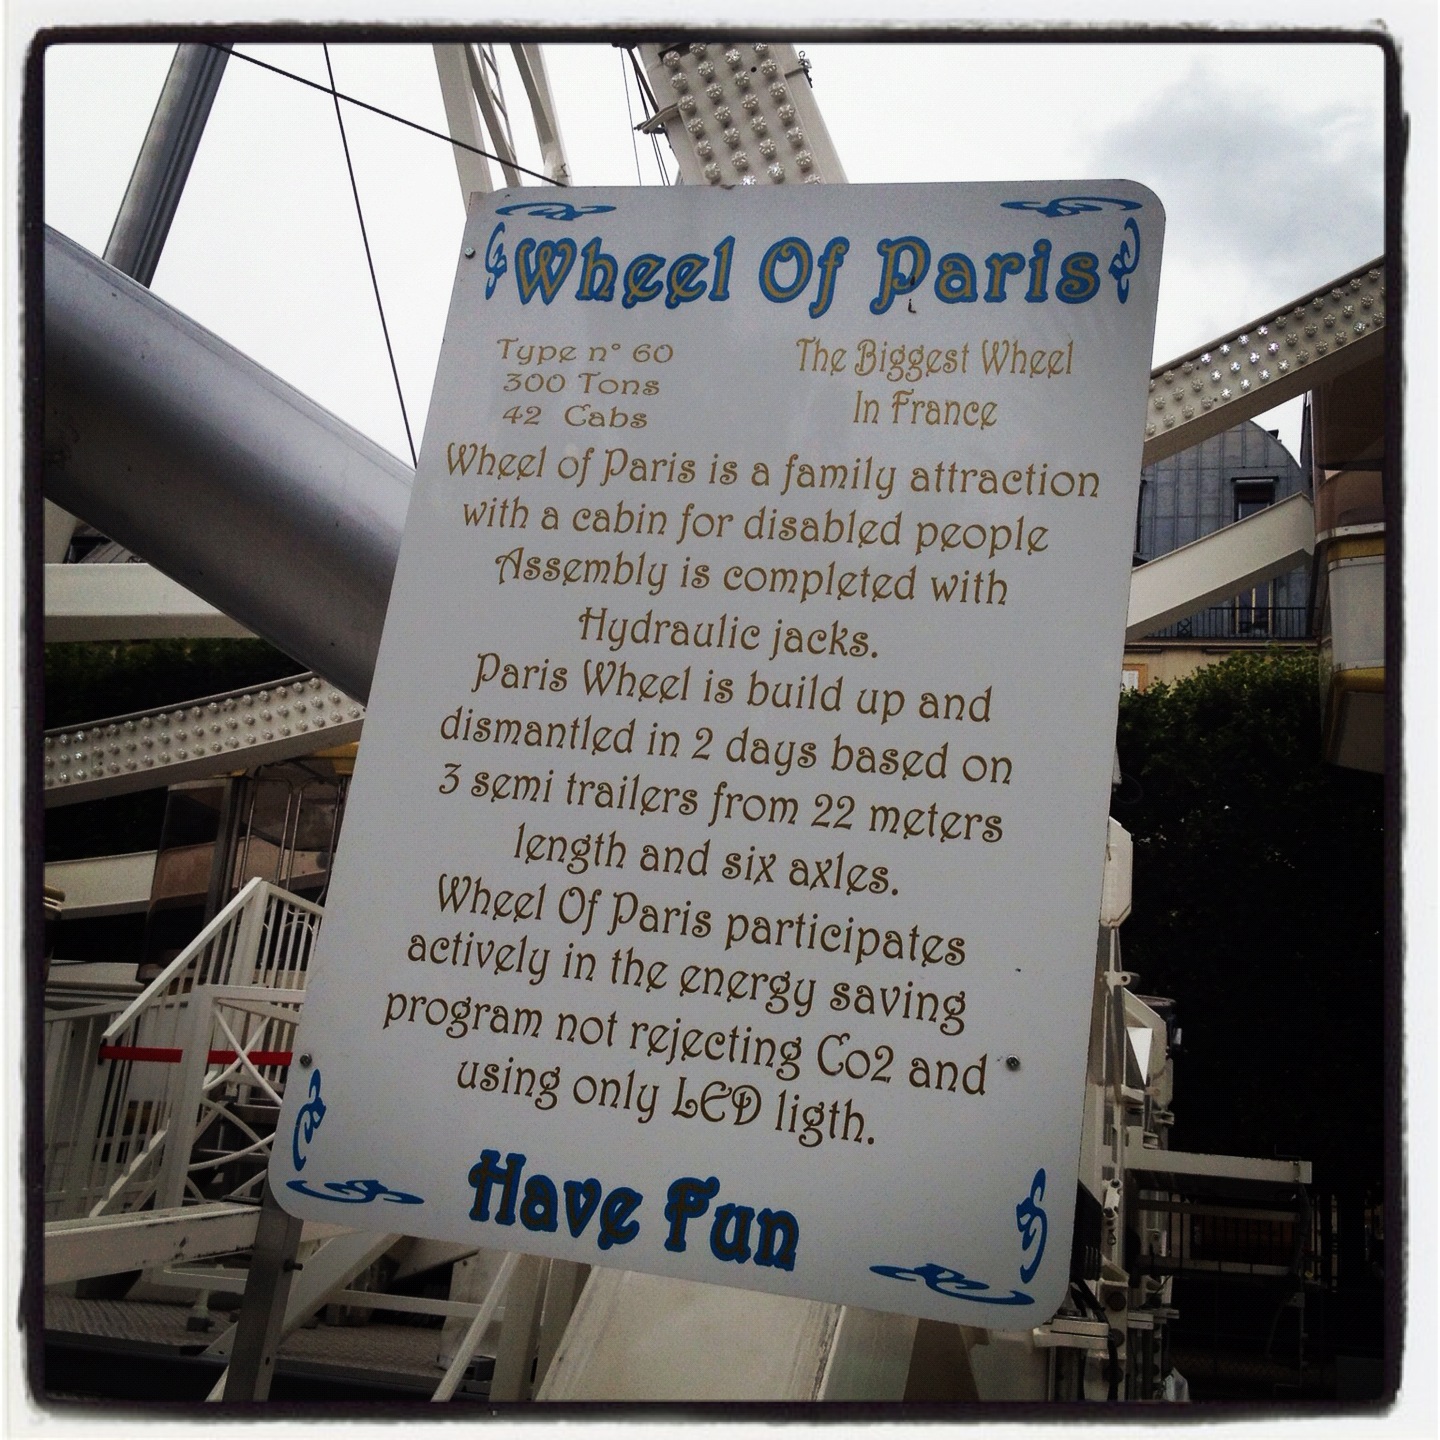 Wheel Of Paris
Type n° 60
300 Tons
42 Cabs
The Biggest Wheel
In France
Wheel of Paris is a family attraction
with a cabin for disabled people
Assembly is completed with
Hydraulic jacks.
Paris Wheel is build up and
dismantled in 2 days based on
3 semi trailers from 22 meters
length and six axles.
Wheel Of Paris participates
actively in the energy saving
program not rejecting Co2 and
using only LED ligth.
Have Fun